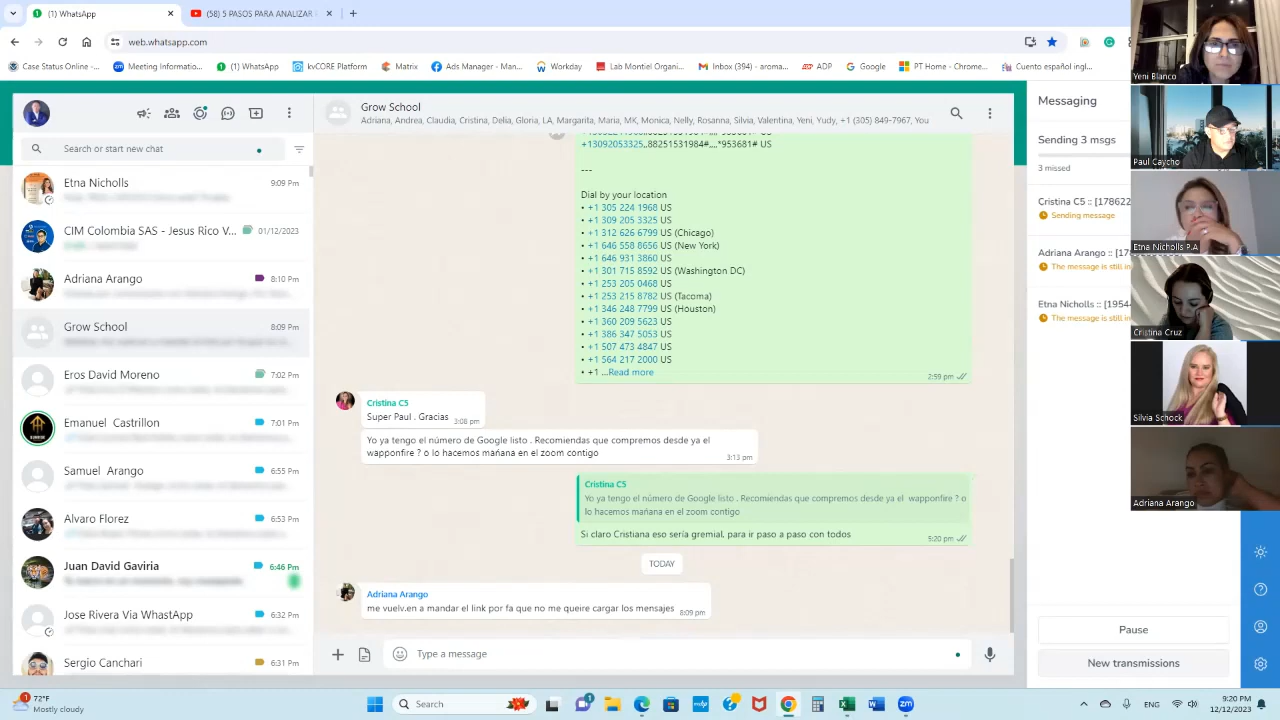 (1) WhatsApp
(58) 5 PASOS PARA ANALIZAR
web.whatsapp.com
Case Status Online -...
Meeting Informatio...
(1) WhatsApp
kvCORE Platform
Matrix
Ads Manager - Man...
Workday
Lab Montiel Organi...
Inbox (394) - aroma...
ADP
Google
PT Home - Chrome...
Cuento español ingl...
Search or start new chat
Etna Nicholls
9:09 Pm
CIM Colombia SAS - Jesus Rico V...
01/12/2023
Adriana Arango
8:10 Pm
Grow School
8:09 Pm
Eros David Moreno
7:02 Pm
Emanuel Castrillon
7:01 Pm
Samuel Arango
6:55 Pm
Alvaro Florez
6:53 Pm
Juan David Gaviria
6:46 Pm
Jose Rivera Via WhastApp
6:32 Pm
Sergio Canchari
6:31 Pm
Grow School
Adriana, Andrea, Claudia, Cristina, Delia, Gloria, LA, Margarita, Maria, MK, Monica, Nelly, Rosanna, Silvia, Valentina, Yeni, Yudy, +1 (305) 849-7967, You
+13092053325,,88251531984#,,,,*953681# US
---
Dial by your location
• +1 305 224 1968 US
• +1 309 205 3325 US
• +1 312 626 6799 US (Chicago)
• +1 646 558 8656 US (New York)
• +1 646 931 3860 US
• +1 301 715 8592 US (Washington DC)
• +1 253 205 0468 US
• +1 253 215 8782 US (Tacoma)
• +1 346 248 7799 US (Houston)
• +1 360 209 5623 US
• +1 386 347 5053 US
• +1 507 473 4847 US
• +1 564 217 2000 US
• +1 ...Read more
2:59 pm
Cristina C5
Super Paul . Gracias
3:08 pm
Yo ya tengo el número de Google listo . Recomiendas que compremos desde ya el
wapponfire ? o lo hacemos mañana en el zoom contigo
3:13 pm
Cristina C5
Yo ya tengo el número de Google listo . Recomiendas que compremos desde ya el wapponfire ? o
lo hacemos mañana en el zoom contigo
Si claro Cristiana eso sería gremial, para ir paso a paso con todos
5:20 pm
TODAY
Adriana Arango
me vuelv.en a mandar el link por fa que no me queire cargar los mensajes
8:09 pm
Type a message
Messaging
Sending 3 msgs
3 missed
Cristina C5 :: [178622
Sending message
Adriana Arango :: [17
The message is still in
Etna Nicholls :: [19544
The message is still in
Pause
New transmissions
Yeni Blanco
Paul Caycho
Etna Nicholls P.A
Cristina Cruz
Silvia Schock
Adriana Arango
1
72°F
Mostly cloudy
Search
1
ENG
9:20 PM
12/12/2023